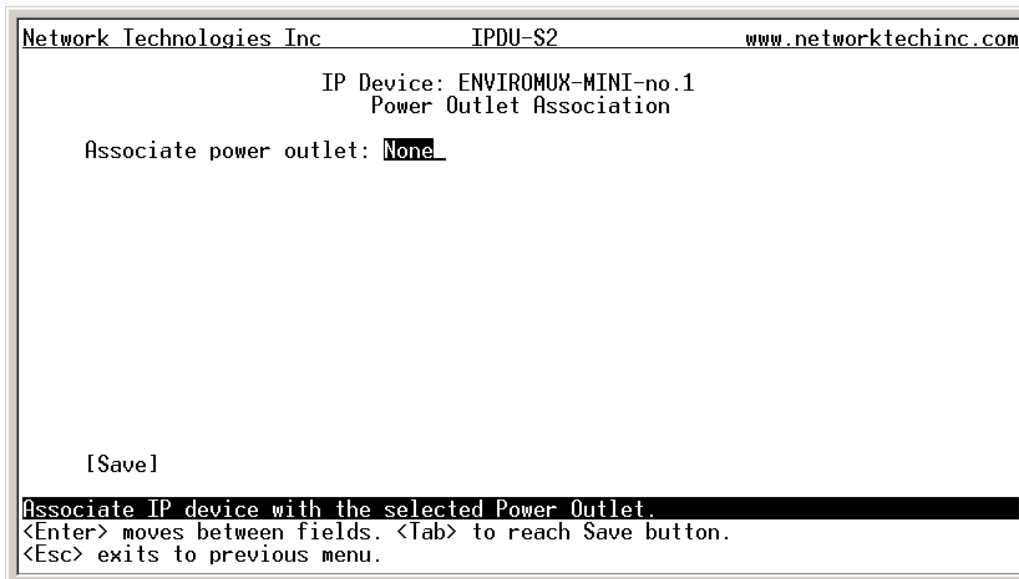 Network Technologies Inc IPDU-S2 www.networktechinc.com
IP Device: ENVIROMUX-MINI-no.1
Power Outlet Association
Associate power outlet: None_
[Save]
Associate IP device with the selected Power Outlet.
<Enter> moves between fields. <Tab> to reach Save button.
<Esc> exits to previous menu.